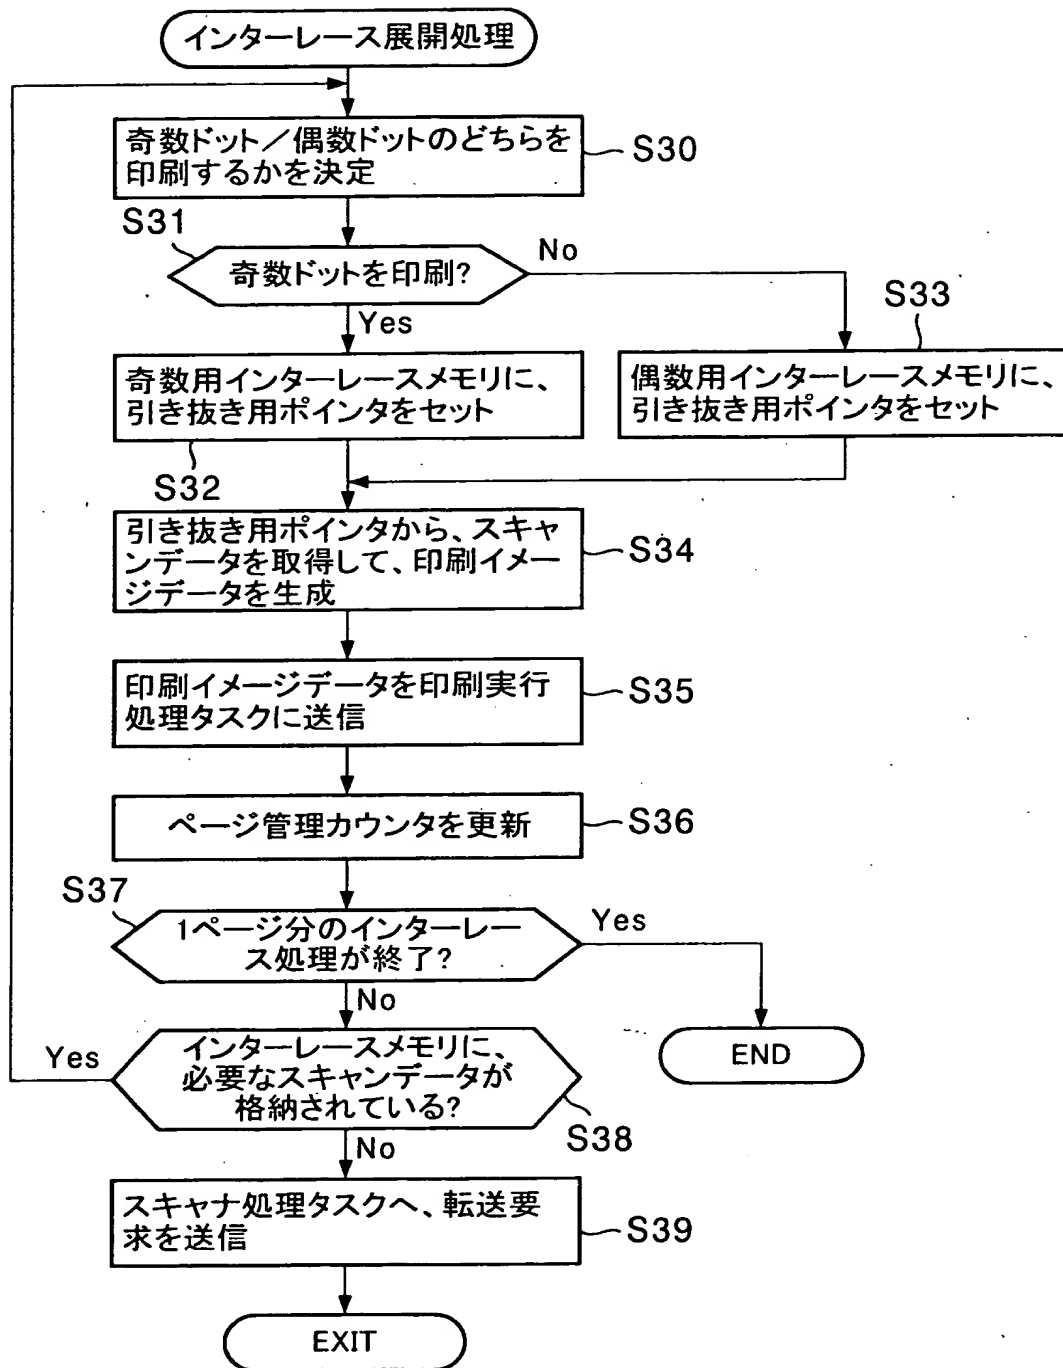 インターレース展開処理
奇数ドット／偶数ドットのどちらを
印刷するかを決定
S30
S31
奇数ドットを印刷?
No
Yes
S33
奇数用インターレースメモリに、
引き抜き用ポインタをセット
偶数用インターレースメモリに、
引き抜き用ポインタをセット
S32
引き抜き用ポインタから、スキャ
ンデータを取得して、印刷イメー
ジデータを生成
S34
印刷イメージデータを印刷実行
処理タスクに送信
S35
ページ管理カウンタを更新
S36
S37
1ページ分のインターレー
ス処理が終了?
Yes
No
END
Yes
インターレースメモリに、
必要なスキャンデータが
格納されている?
S38
No
スキャナ処理タスクへ、転送要
求を送信
S39
EXIT